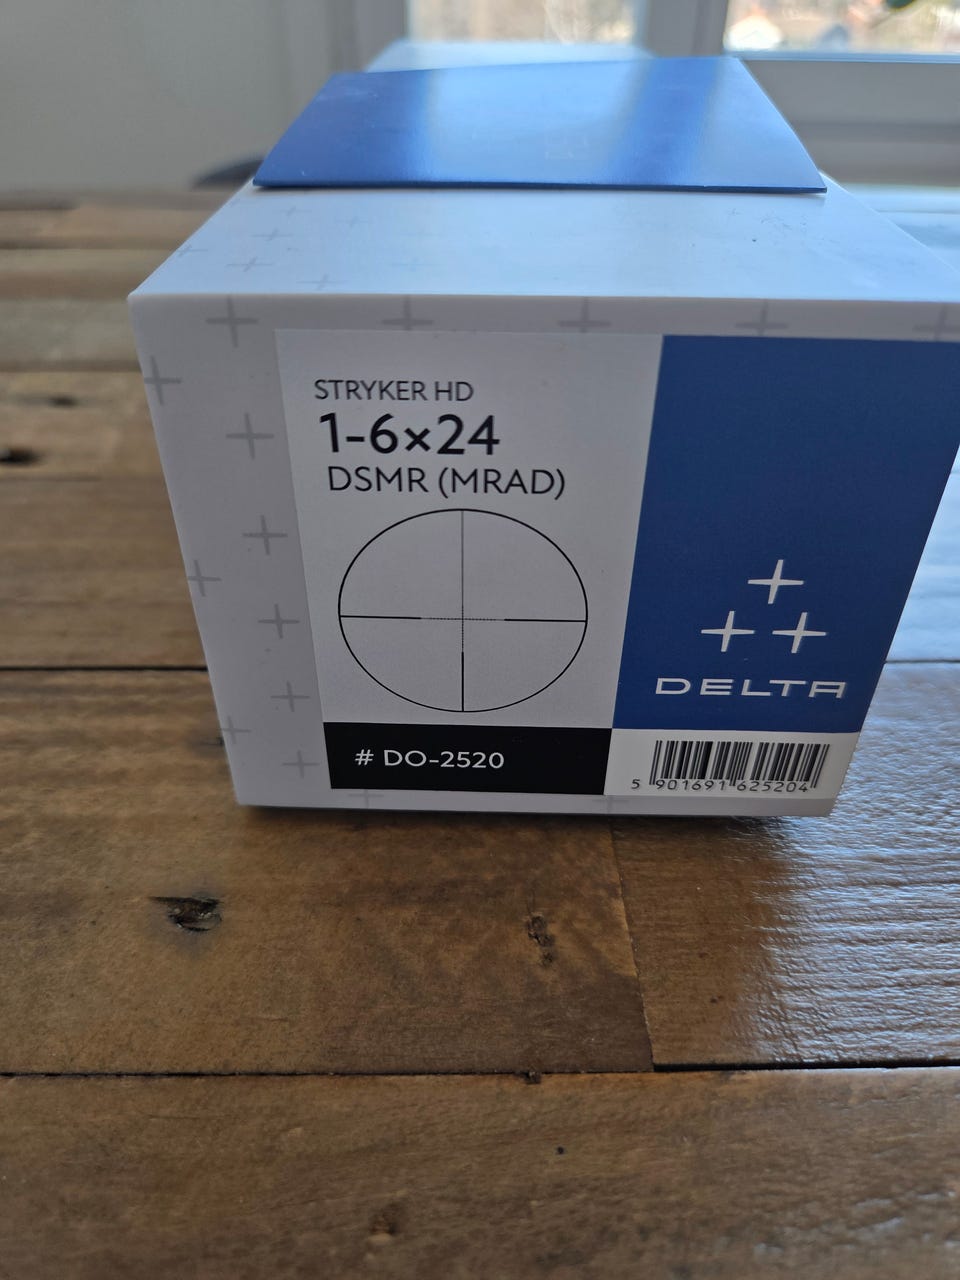 STRYKER HD
1-6×24
DSMR (MRAD)
DELTA
# DO-2520
5 901691 625204